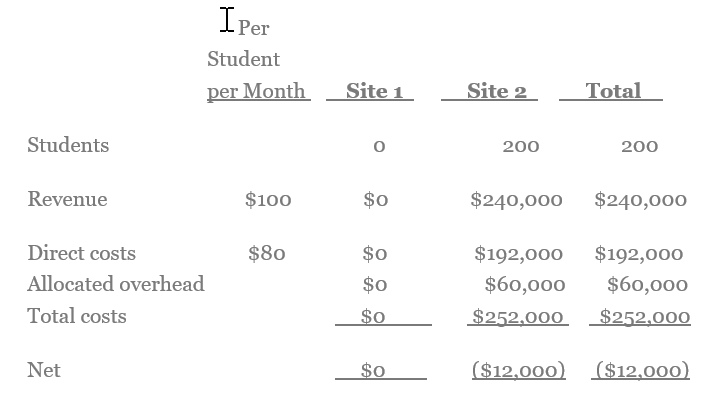 Per
Student
per Month Site 1 Site 2 Total
Students 0 200 200
Revenue $100 $0 $240,000 $240,000
Direct costs $80 $0 $192,000 $192,000
Allocated overhead $0 $60,000 $60,000
Total costs $0 $252,000 $252,000
Net $0 ($12,000) ($12,000)